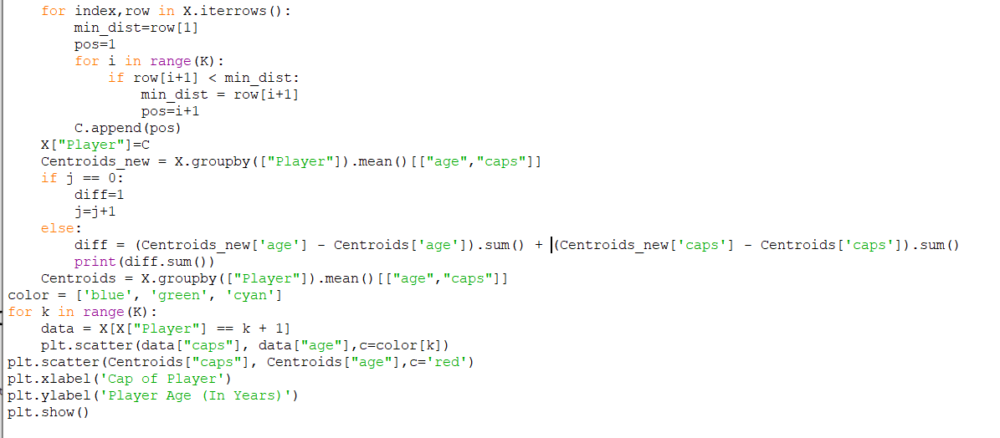 for index,row in X.iterrows():
        min_dist=row[1]
        pos=1
        for i in range(K):
            if row[i+1] < min_dist:
                min_dist = row[i+1]
                pos=i+1
        C.append(pos)
    X["Player"]=C
    Centroids_new = X.groupby(["Player"]).mean()[["age","caps"]]
    if j == 0:
        diff=1
        j=j+1
    else:
        diff = (Centroids_new['age'] - Centroids['age']).sum() + (Centroids_new['caps'] - Centroids['caps']).sum()
        print(diff.sum())
    Centroids = X.groupby(["Player"]).mean()[["age","caps"]]
color = ['blue', 'green', 'cyan']
for k in range(K):
    data = X[X["Player"] == k + 1]
    plt.scatter(data["caps"], data["age"],c=color[k])
plt.scatter(Centroids["caps"], Centroids["age"],c='red')
plt.xlabel('Cap of Player')
plt.ylabel('Player Age (In Years)')
plt.show()